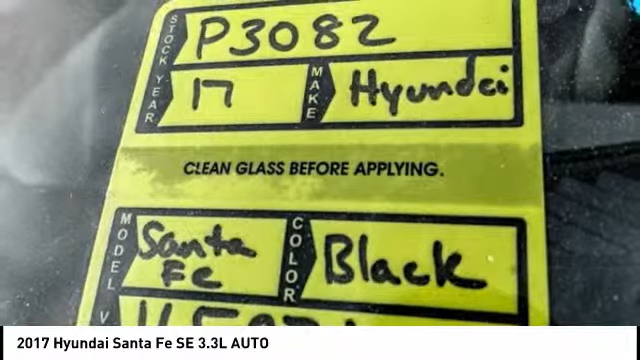 STOCK P3082
YEAR 17 MAKE Hyundai
CLEAN GLASS BEFORE APPLYING.
MODEL Santa Fe COLOR Black
2017 Hyundai Santa Fe SE 3.3L AUTO